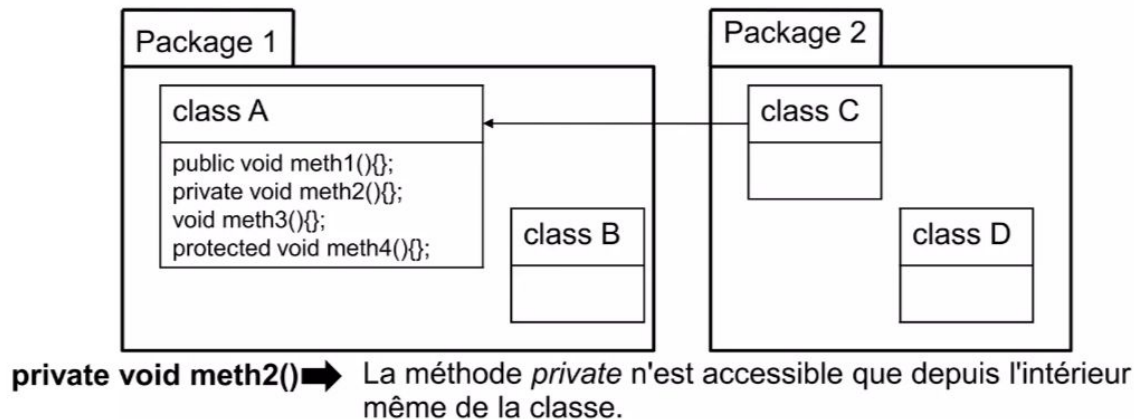 Package 1
class A
public void meth1(){};
private void meth2(){};
void meth3(){};
protected void meth4(){};
class B
Package 2
class C
class D
private void meth2() La méthode private n'est accessible que depuis l'intérieur
même de la classe.